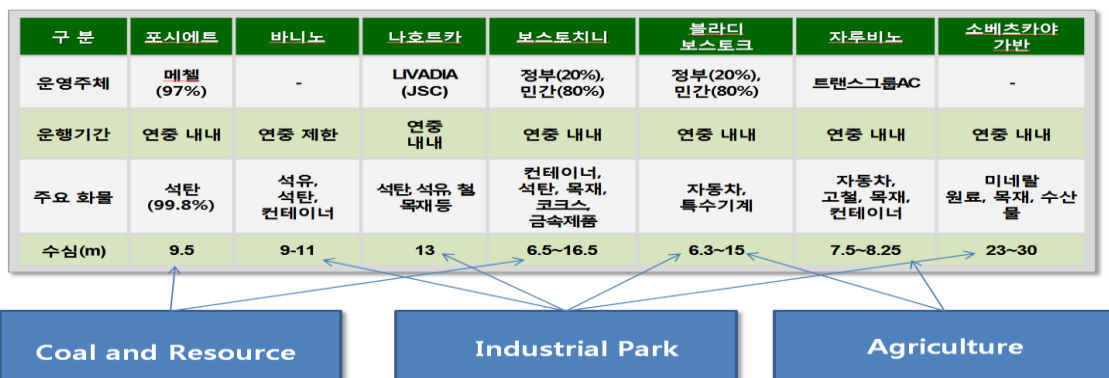 구 분 포시에트 바니노 나호트카 보스토치니 블라디 보스토크 자루비노 소베츠카야 가반
운영주체 메첼 (97%) - LIVADIA (JSC) 정부(20%), 민간(80%) 정부(20%), 민간(80%) 트랜스그룹AC -
운행기간 연중 내내 연중 제한 연중 내내 연중 내내 연중 내내 연중 내내 연중 내내
주요 화물 석탄 (99.8%) 석유, 석탄, 컨테이너 석탄, 석유, 철 목재 등 컨테이너, 석탄, 목재, 코크스, 금속제품 자동차, 특수기계 자동차, 고철, 목재, 컨테이너 미네랄 원료, 목재, 수산물
수심(m) 9.5 9-11 13 6.5~16.5 6.3~15 7.5~8.25 23~30
Coal and Resource Industrial Park Agriculture